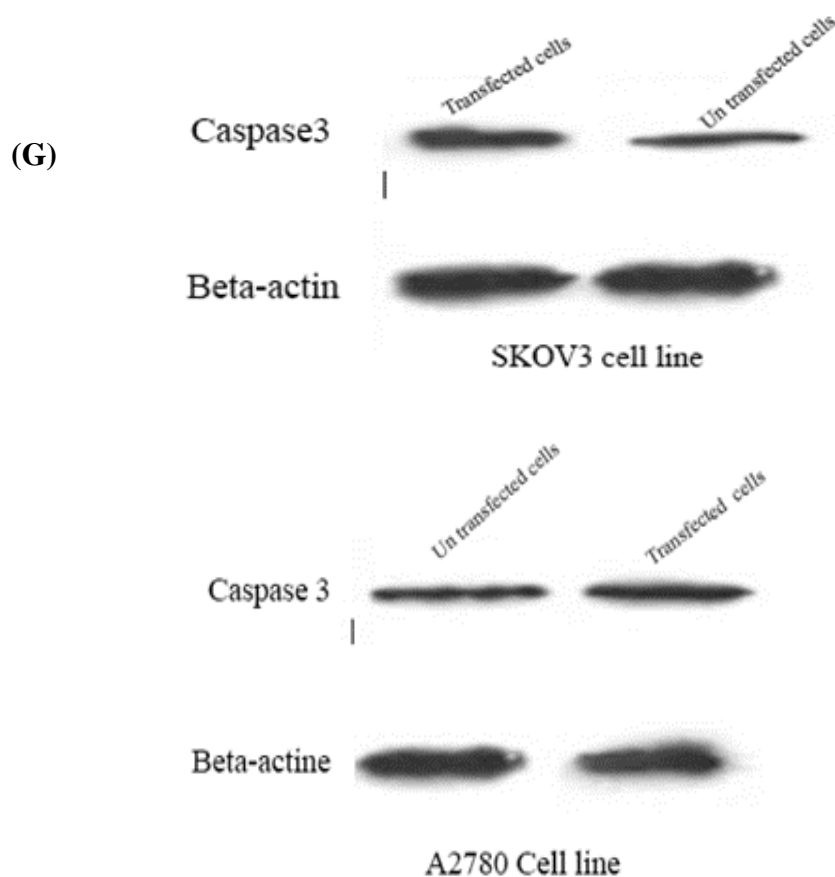 Transfected cells
Un transfected cells
Caspase3
(G)
Beta-actin
SKOV3 cell line
Un transfected cells
Transfected cells
Caspase 3
Beta-actine
A2780 Cell line